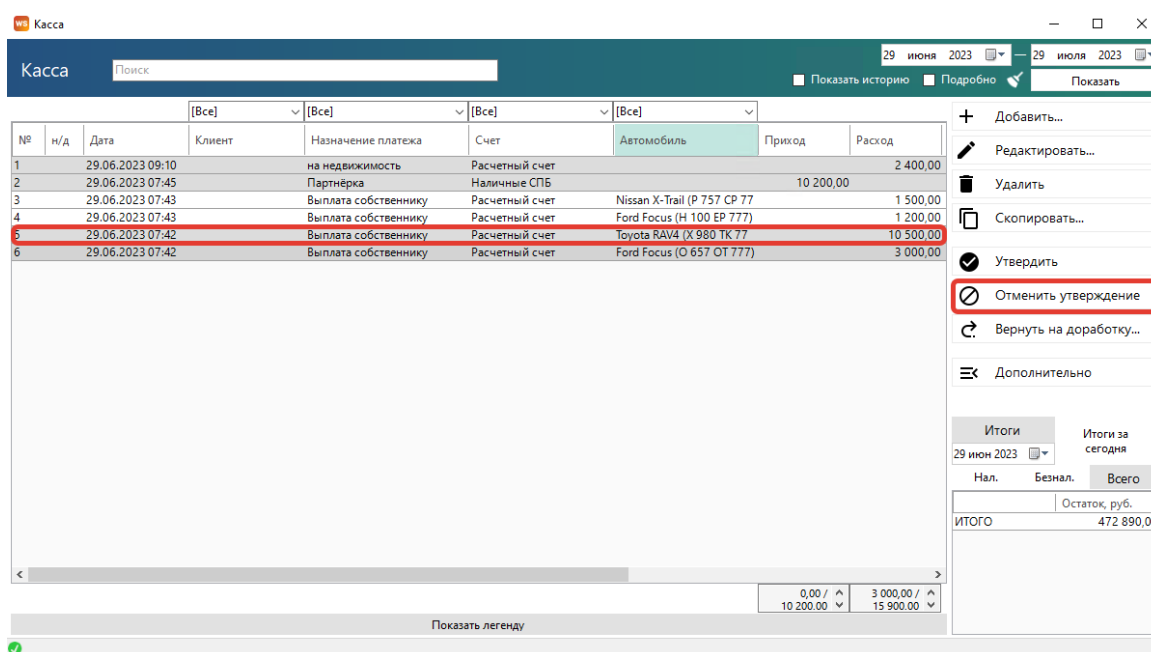 ws Касса
29 июня 2023 — 29 июля 2023
Касса Поиск
Показать историю Подробно Показать
[Все] [Все] [Все] [Все]
№ н/д Дата Клиент Назначение платежа Счет Автомобиль Приход Расход
1 29.06.2023 09:10 на недвижимость Расчетный счет 2 400,00
2 29.06.2023 07:45 Партнёрка Наличные СПБ 10 200,00
3 29.06.2023 07:43 Выплата собственнику Расчетный счет Nissan X-Trail (P 757 CP 77 1 500,00
4 29.06.2023 07:43 Выплата собственнику Расчетный счет Ford Focus (H 100 EP 777) 1 200,00
5 29.06.2023 07:42 Выплата собственнику Расчетный счет Toyota RAV4 (X 980 TK 77 10 500,00
6 29.06.2023 07:42 Выплата собственнику Расчетный счет Ford Focus (O 657 OT 777) 3 000,00
0,00 / 3 000,00 /
10 200.00 15 900.00
Показать легенду
Добавить...
Редактировать...
Удалить
Скопировать...
Утвердить
Отменить утверждение
Вернуть на доработку...
Дополнительно
Итоги Итоги за
29 июн 2023 сегодня
Нал. Безнал. Всего
Остаток, руб.
ИТОГО 472 890,0